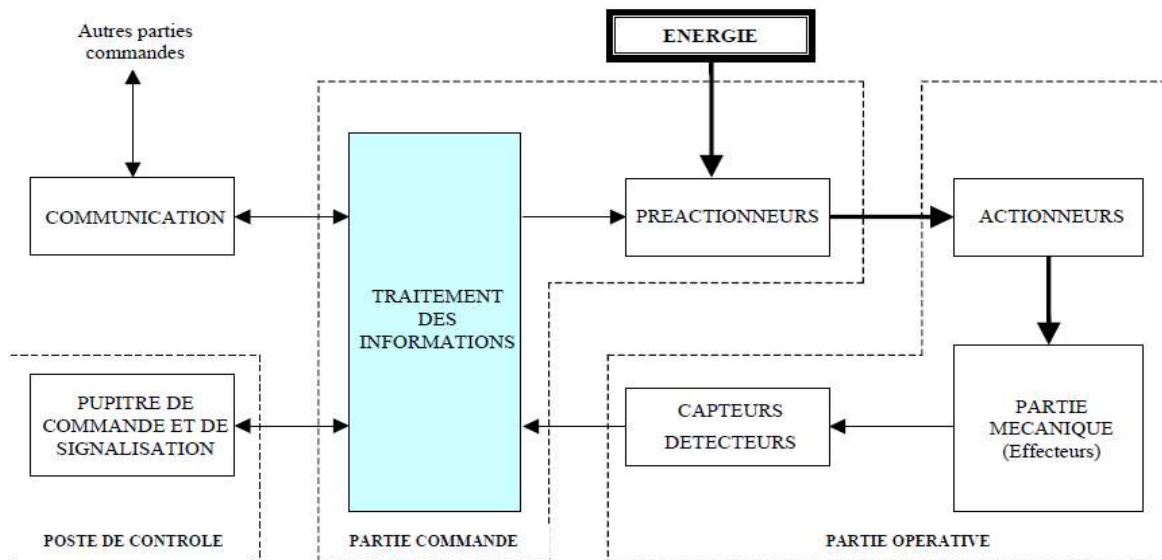 Autres parties
commandes
ENERGIE
COMMUNICATION
PREACTIONNEURS
ACTIONNEURS
TRAITEMENT
DES
INFORMATIONS
PUPITRE DE
COMMANDE ET DE
SIGNALISATION
CAPTEURS
DETECTEURS
PARTIE
MECANIQUE
(Effecteurs)
POSTE DE CONTROLE
PARTIE COMMANDE
PARTIE OPERATIVE